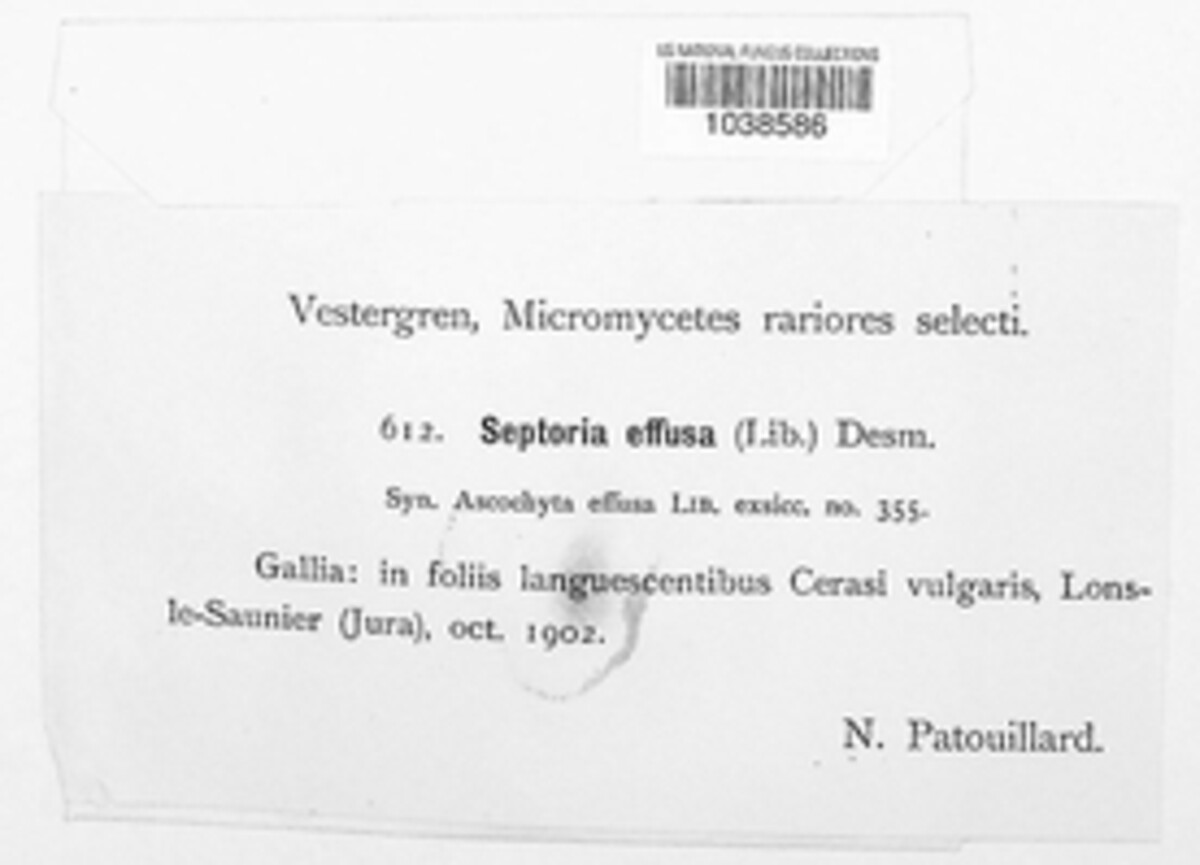 US NATIONAL FUNGUS COLLECTIONS
1038586
Vestergren, Micromycetes rariores selecti.
612. Septoria effusa (Lib.) Desm.
Syn. Ascochyta effusa LIB. exsicc. no. 355.
Gallia: in foliis languescentibus Cerasi vulgaris, Lons-
le-Saunier (Jura), oct. 1902.
N. Patouillard.